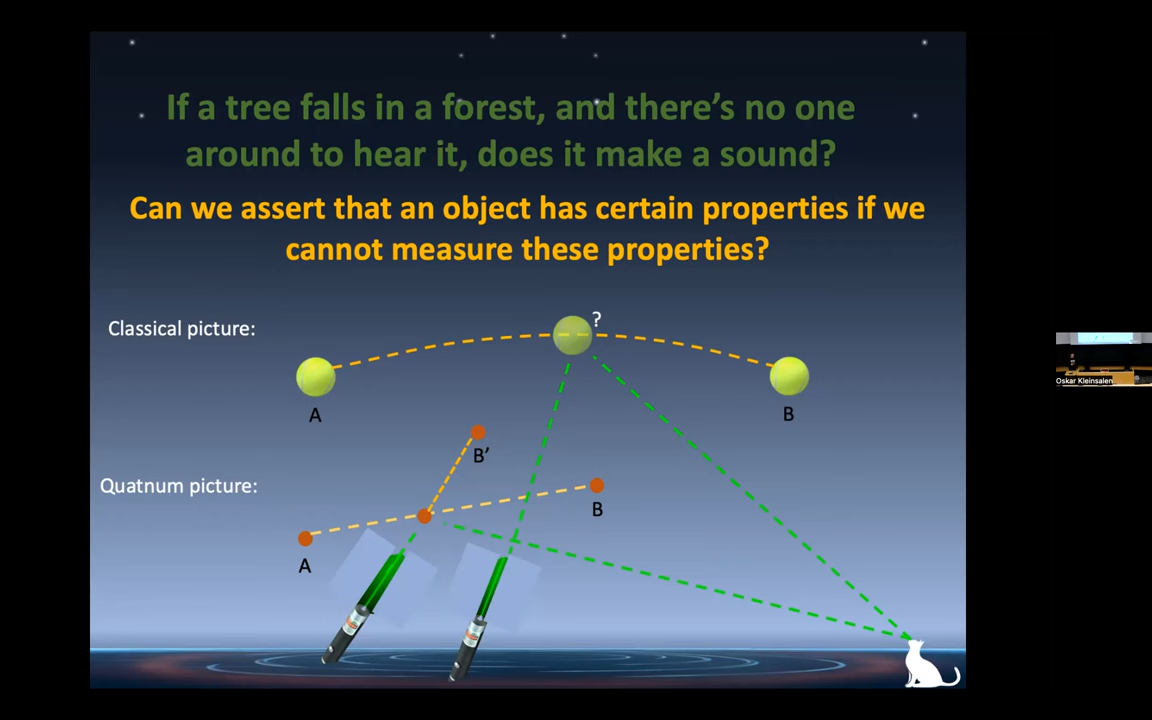 If a tree falls in a forest, and there’s no one
around to hear it, does it make a sound?
Can we assert that an object has certain properties if we
cannot measure these properties?
Classical picture:
?
A
B
B’
Quatnum picture:
B
A
Oskar Kleinsalen